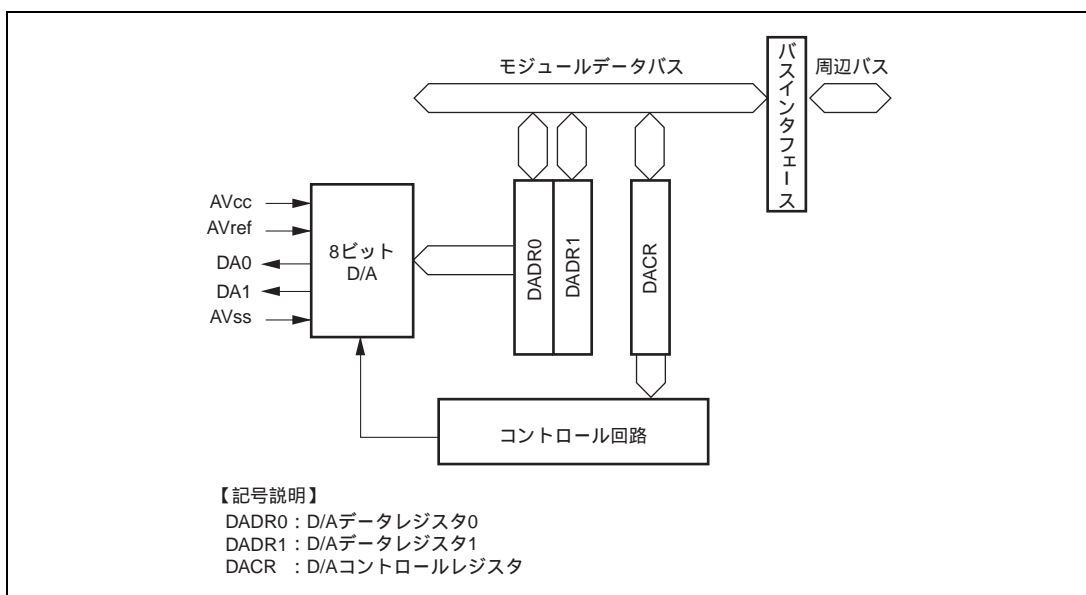 モジュールデータバス
バスインタフェース
周辺バス
AVcc
AVref
DA0
DA1
AVss
8ビット
D/A
DADR0
DADR1
DACR
コントロール回路
【記号説明】
DADR0：D/Aデータレジスタ0
DADR1：D/Aデータレジスタ1
DACR ：D/Aコントロールレジスタ